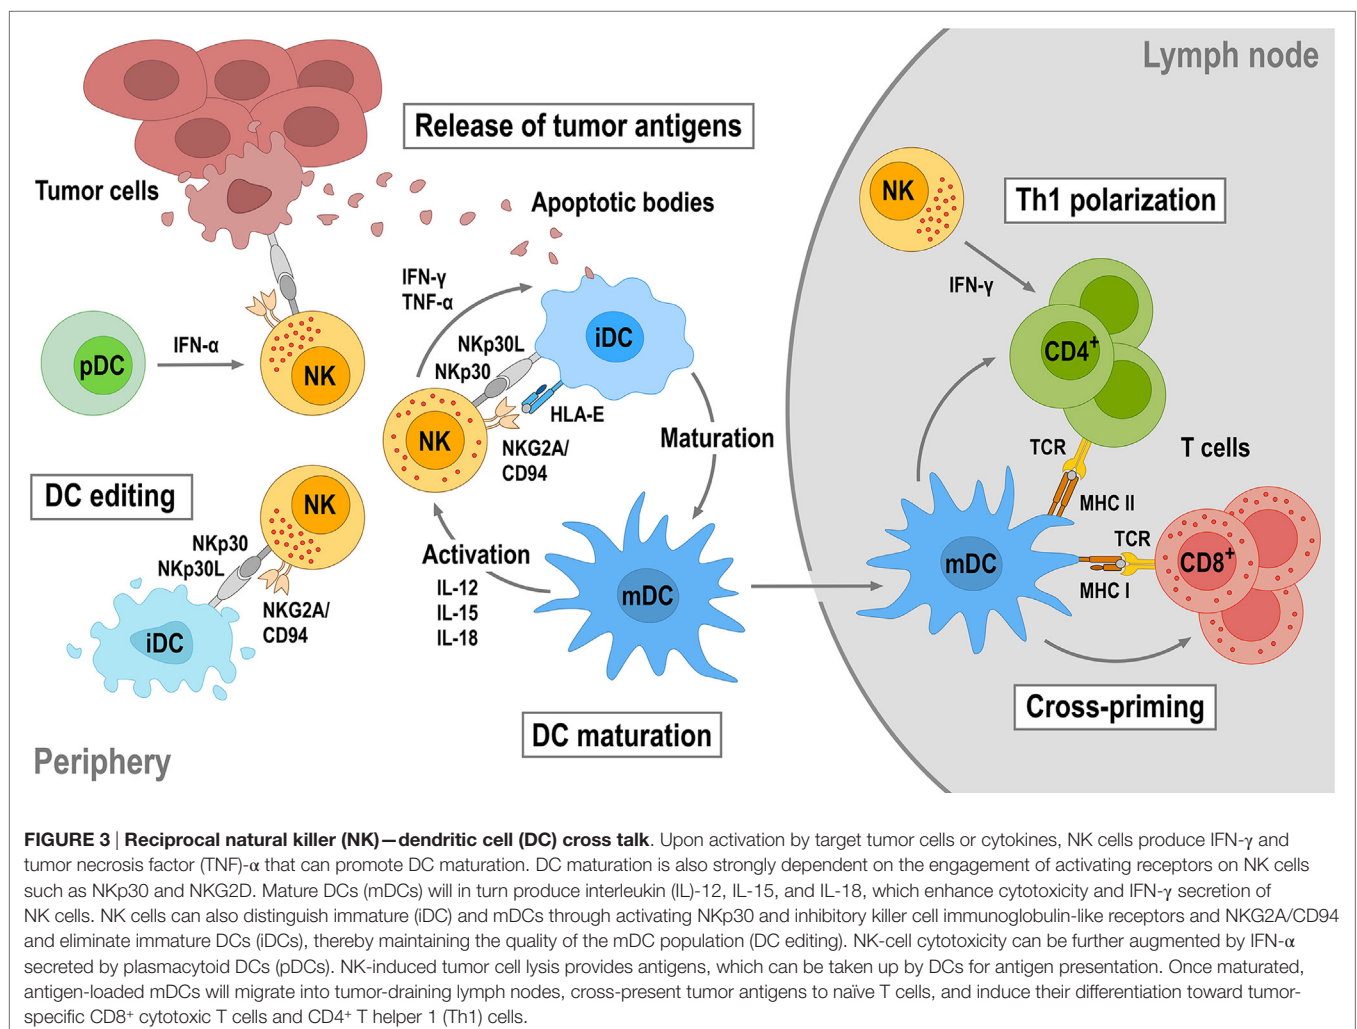 Lymph node
Release of tumor antigens
Tumor cells
Apoptotic bodies
NK
Th1 polarization
IFN-γ
IFN-γ
TNF-α
pDC
IFN-α
NK
NKp30L
NKp30
iDC
HLA-E
NK
NKG2A/
CD94
Maturation
CD4+
TCR
T cells
MHC II
DC editing
NK
NKp30
NKp30L
NKG2A/
CD94
iDC
Activation
IL-12
IL-15
IL-18
mDC
mDC
TCR
CD8+
MHC I
Cross-priming
DC maturation
Periphery
FIGURE 3 | Reciprocal natural killer (NK)—dendritic cell (DC) cross talk. Upon activation by target tumor cells or cytokines, NK cells produce IFN-γ and
tumor necrosis factor (TNF)-α that can promote DC maturation. DC maturation is also strongly dependent on the engagement of activating receptors on NK cells
such as NKp30 and NKG2D. Mature DCs (mDCs) will in turn produce interleukin (IL)-12, IL-15, and IL-18, which enhance cytotoxicity and IFN-γ secretion of
NK cells. NK cells can also distinguish immature (iDC) and mDCs through activating NKp30 and inhibitory killer cell immunoglobulin-like receptors and NKG2A/CD94
and eliminate immature DCs (iDCs), thereby maintaining the quality of the mDC population (DC editing). NK-cell cytotoxicity can be further augmented by IFN-α
secreted by plasmacytoid DCs (pDCs). NK-induced tumor cell lysis provides antigens, which can be taken up by DCs for antigen presentation. Once maturated,
antigen-loaded mDCs will migrate into tumor-draining lymph nodes, cross-present tumor antigens to naïve T cells, and induce their differentiation toward tumor-
specific CD8+ cytotoxic T cells and CD4+ T helper 1 (Th1) cells.